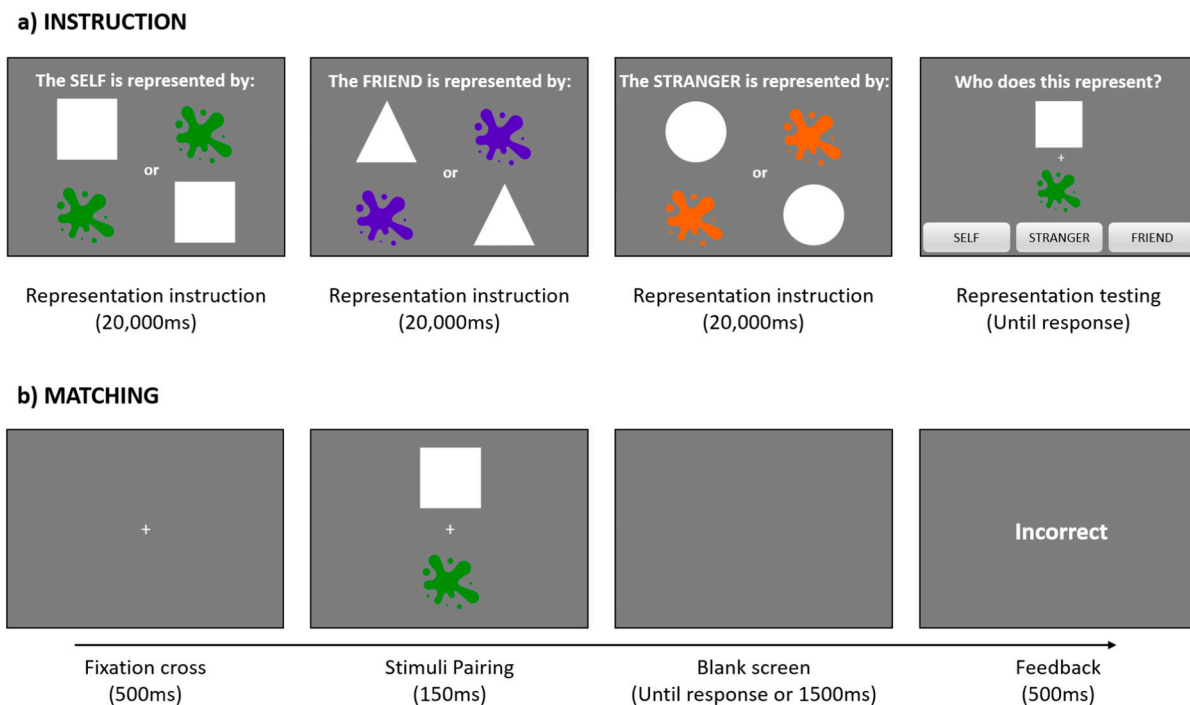 a) INSTRUCTION
The SELF is represented by:
or
The FRIEND is represented by:
or
The STRANGER is represented by:
or
Who does this represent?
+
SELF
STRANGER
FRIEND
Representation instruction
(20,000ms)
Representation instruction
(20,000ms)
Representation instruction
(20,000ms)
Representation testing
(Until response)
b) MATCHING
+
+
Incorrect
Fixation cross
(500ms)
Stimuli Pairing
(150ms)
Blank screen
(Until response or 1500ms)
Feedback
(500ms)